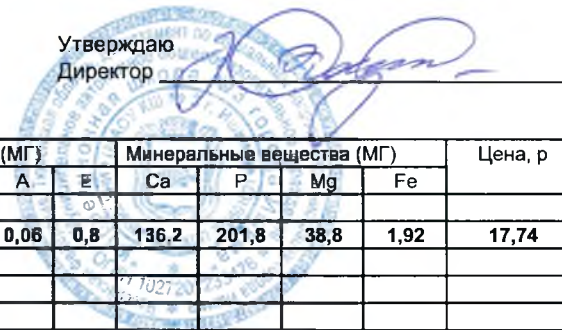 Утверждаю
Директор
(МГ) Минеральные вещества (МГ) Цена, р
A E Ca P Mg Fe
0,06 0,8 136,2 201,8 38,8 1,92 17,74